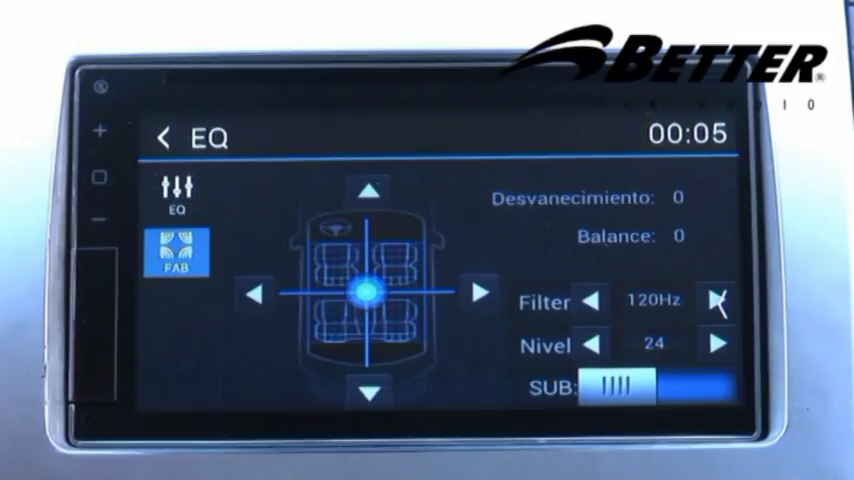 BETTER®
EQ
00:05
EQ
FAB
Desvanecimiento: 0
Balance: 0
Filter 120Hz
Nivel 24
SUB: